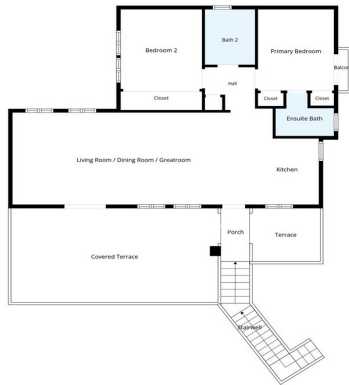 Bath 2
Bedroom 2
Primary Bedroom
Balcony
Hall
Closet
Closet
Closet
Ensuite Bath
Living Room / Dining Room / Greatroom
Kitchen
Porch
Terrace
Covered Terrace
Stairwell